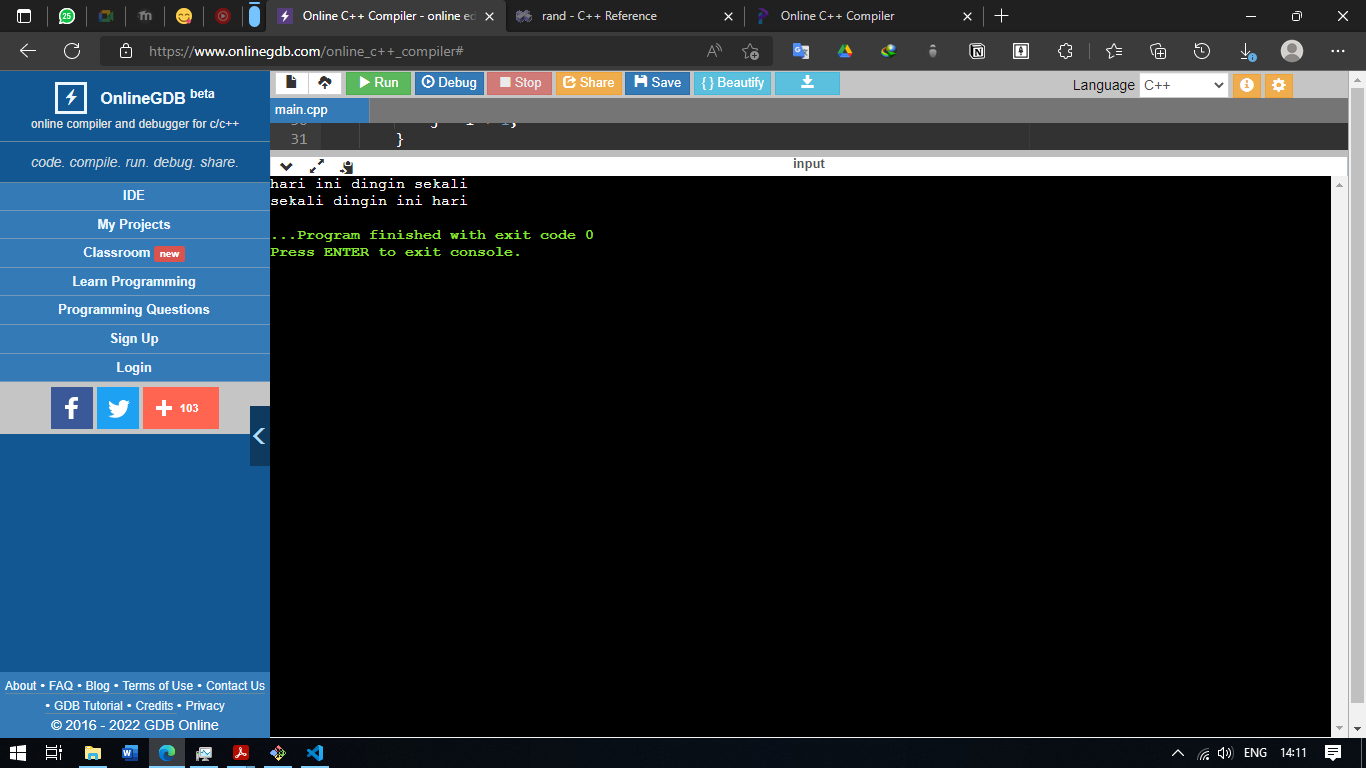 25
Online C++ Compiler - online ed
rand - C++ Reference
Online C++ Compiler
https://www.onlinegdb.com/online_c++_compiler#
OnlineGDB beta
online compiler and debugger for c/c++
code. compile. run. debug. share.
IDE
My Projects
Classroom new
Learn Programming
Programming Questions
Sign Up
Login
103
About • FAQ • Blog • Terms of Use • Contact Us
• GDB Tutorial • Credits • Privacy
© 2016 - 2022 GDB Online
Run Debug Stop Share Save { } Beautify
Language C++
main.cpp
31 }
input
hari ini dingin sekali
sekali dingin ini hari
...Program finished with exit code 0
Press ENTER to exit console.
ENG 14:11